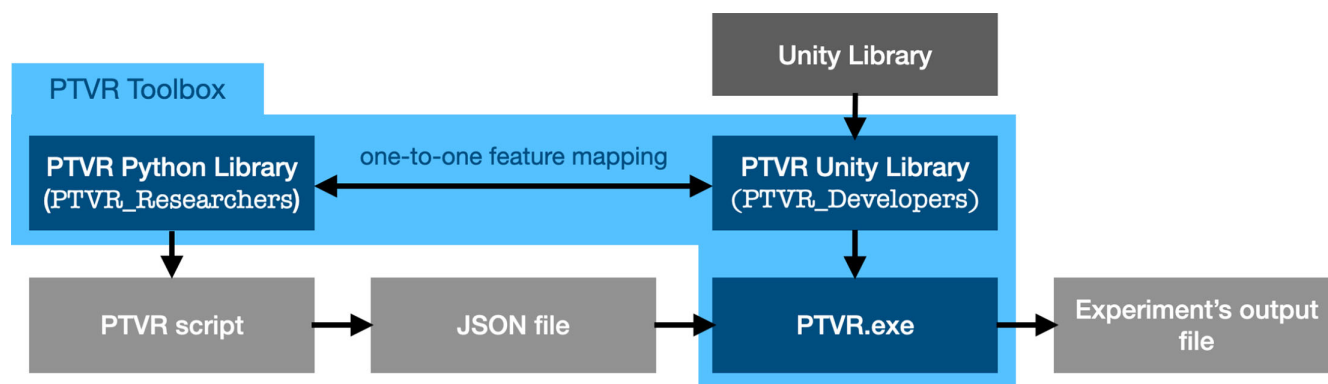 Unity Library
PTVR Toolbox
PTVR Python Library
(PTVR_Researchers)
one-to-one feature mapping
PTVR Unity Library
(PTVR_Developers)
PTVR script
JSON file
PTVR.exe
Experiment’s output
file